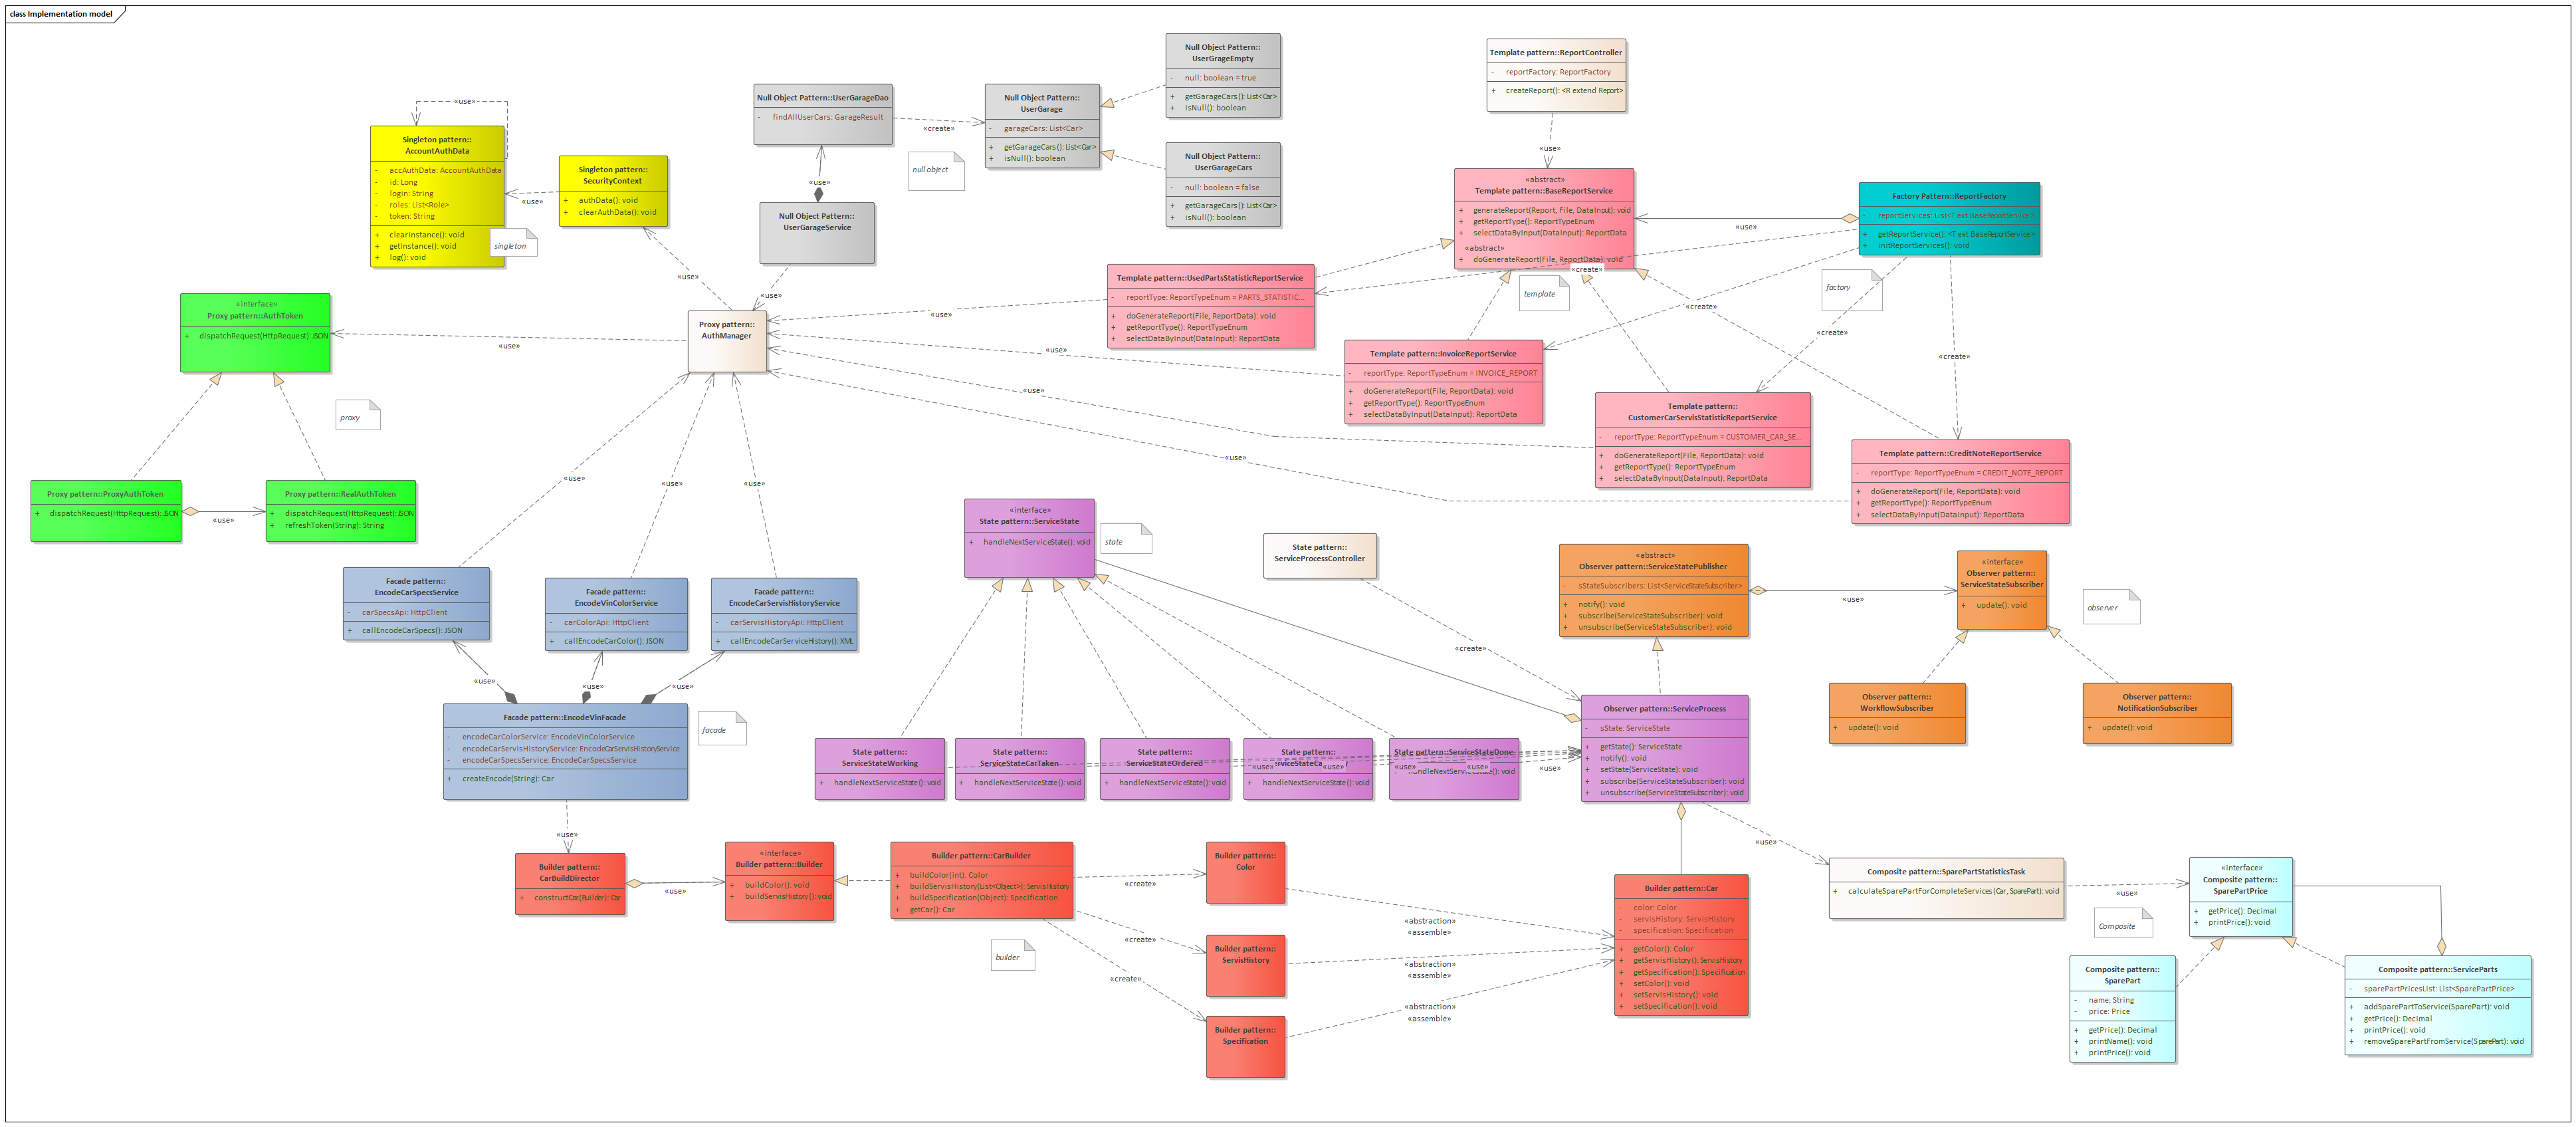 class Implementation model
Null Object Pattern::
UserGrageEmpty
- null: boolean = true
+ getGarageCars(): List<Car>
+ isNull(): boolean
Template pattern::ReportController
- reportFactory: ReportFactory
+ createReport(): <R extend Report>
«use»
Null Object Pattern::UserGarageDao
- findAllUserCars: GarageResult
«create»
Null Object Pattern::
UserGarage
- garageCars: List<Car>
+ getGarageCars(): List<Car>
+ isNull(): boolean
null object
Singleton pattern::
AccountAuthData
- accAuthData: AccountAuthData
- id: Long
- login: String
- roles: List<Role>
- token: String
+ clearInstance(): void
+ getInstance(): void
+ log(): void
singleton
«use»
Singleton pattern::
SecurityContext
+ authData(): void
+ clearAuthData(): void
«use»
Null Object Pattern::
UserGarageService
Null Object Pattern::
UserGarageCars
- null: boolean = false
+ getGarageCars(): List<Car>
+ isNull(): boolean
«use»
«abstract»
Template pattern::BaseReportService
+ generateReport(Report, File, DataInput): void
+ getReportType(): ReportTypeEnum
+ selectDataByInput(DataInput): ReportData
«abstract»
+ doGenerateReport(File, ReportData): void
«create»
«use»
Factory Pattern::ReportFactory
- reportServices: List<T ext BaseReportService>
+ getReportService(): <T ext BaseReportService>
+ initReportServices(): void
«use»
«use»
Template pattern::UsedPartsStatisticReportService
- reportType: ReportTypeEnum = PARTS_STATISTIC...
+ doGenerateReport(File, ReportData): void
+ getReportType(): ReportTypeEnum
+ selectDataByInput(DataInput): ReportData
template
factory
«create»
«create»
«create»
«interface»
Proxy pattern::AuthToken
+ dispatchRequest(HttpRequest): JSON
«use»
Proxy pattern::
AuthManager
«use»
«use»
«use»
«use»
Template pattern::InvoiceReportService
- reportType: ReportTypeEnum = INVOICE_REPORT
+ doGenerateReport(File, ReportData): void
+ getReportType(): ReportTypeEnum
+ selectDataByInput(DataInput): ReportData
Template pattern::
CustomerCarServisStatisticReportService
- reportType: ReportTypeEnum = CUSTOMER_CAR_SE...
+ doGenerateReport(File, ReportData): void
+ getReportType(): ReportTypeEnum
+ selectDataByInput(DataInput): ReportData
Template pattern::CreditNoteReportService
- reportType: ReportTypeEnum = CREDIT_NOTE_REPORT
+ doGenerateReport(File, ReportData): void
+ getReportType(): ReportTypeEnum
+ selectDataByInput(DataInput): ReportData
proxy
Proxy pattern::ProxyAuthToken
+ dispatchRequest(HttpRequest): JSON
«use»
Proxy pattern::RealAuthToken
+ dispatchRequest(HttpRequest): JSON
+ refreshToken(String): String
«use»
«use»
«use»
«interface»
State pattern::ServiceState
+ handleNextServiceState(): void
state
State pattern::
ServiceProcessController
«create»
«abstract»
Observer pattern::ServiceStatePublisher
- sStateSubscribers: List<ServiceStateSubscriber>
+ notify(): void
+ subscribe(ServiceStateSubscriber): void
+ unsubscribe(ServiceStateSubscriber): void
«use»
«interface»
Observer pattern::
ServiceStateSubscriber
+ update(): void
observer
Facade pattern::
EncodeCarSpecsService
- carSpecsApi: HttpClient
+ callEncodeCarSpecs(): JSON
Facade pattern::
EncodeVinColorService
- carColorApi: HttpClient
+ callEncodeCarColor(): JSON
Facade pattern::
EncodeCarServisHistoryService
- carServisHistoryApi: HttpClient
+ callEncodeCarServiceHistory(): XML
«use»
«use»
«use»
Facade pattern::EncodeVinFacade
- encodeCarColorService: EncodeVinColorService
- encodeCarServisHistoryService: EncodeCarServisHistoryService
- encodeCarSpecsService: EncodeCarSpecsService
+ createEncode(String): Car
facade
State pattern::
ServiceStateWorking
+ handleNextServiceState(): void
State pattern::
ServiceStateCarTaken
+ handleNextServiceState(): void
State pattern::
ServiceStateOrdered
+ handleNextServiceState(): void
State pattern::
+ handleNextServiceState(): void
State pattern::ServiceStateDone
handleNextServiceState(): void
«use»
«use»
«use»
«use»
«use»
Observer pattern::ServiceProcess
- sState: ServiceState
+ getState(): ServiceState
+ notify(): void
+ setState(ServiceState): void
+ subscribe(ServiceStateSubscriber): void
+ unsubscribe(ServiceStateSubscriber): void
Observer pattern::
WorkflowSubscriber
+ update(): void
Observer pattern::
NotificationSubscriber
+ update(): void
«use»
Builder pattern::
CarBuildDirector
+ constructCar(Builder): Car
«use»
«interface»
Builder pattern::Builder
+ buildColor(): void
+ buildServisHistory(): void
Builder pattern::CarBuilder
+ buildColor(int): Color
+ buildServisHistory(List<Object>): ServisHistory
+ buildSpecification(Object): Specification
+ getCar(): Car
builder
«create»
«create»
«create»
Builder pattern::
Color
Builder pattern::
ServisHistory
Builder pattern::
Specification
«abstraction»
«assemble»
«abstraction»
«assemble»
«abstraction»
«assemble»
Builder pattern::Car
- color: Color
- servisHistory: ServisHistory
- specification: Specification
+ getColor(): Color
+ getServisHistory(): ServisHistory
+ getSpecification(): Specification
+ setColor(): void
+ setServisHistory(): void
+ setSpecification(): void
«use»
Composite pattern::SparePartStatisticsTask
+ calculateSparePartForCompleteServices(Car, SparePart): void
«use»
Composite
«interface»
Composite pattern::
SparePartPrice
+ getPrice(): Decimal
+ printPrice(): void
Composite pattern::
SparePart
- name: String
- price: Price
+ getPrice(): Decimal
+ printName(): void
+ printPrice(): void
Composite pattern::ServiceParts
- sparePartPricesList: List<SparePartPrice>
+ addSparePartToService(SparePart): void
+ getPrice(): Decimal
+ printPrice(): void
+ removeSparePartFromService(SparePart): void